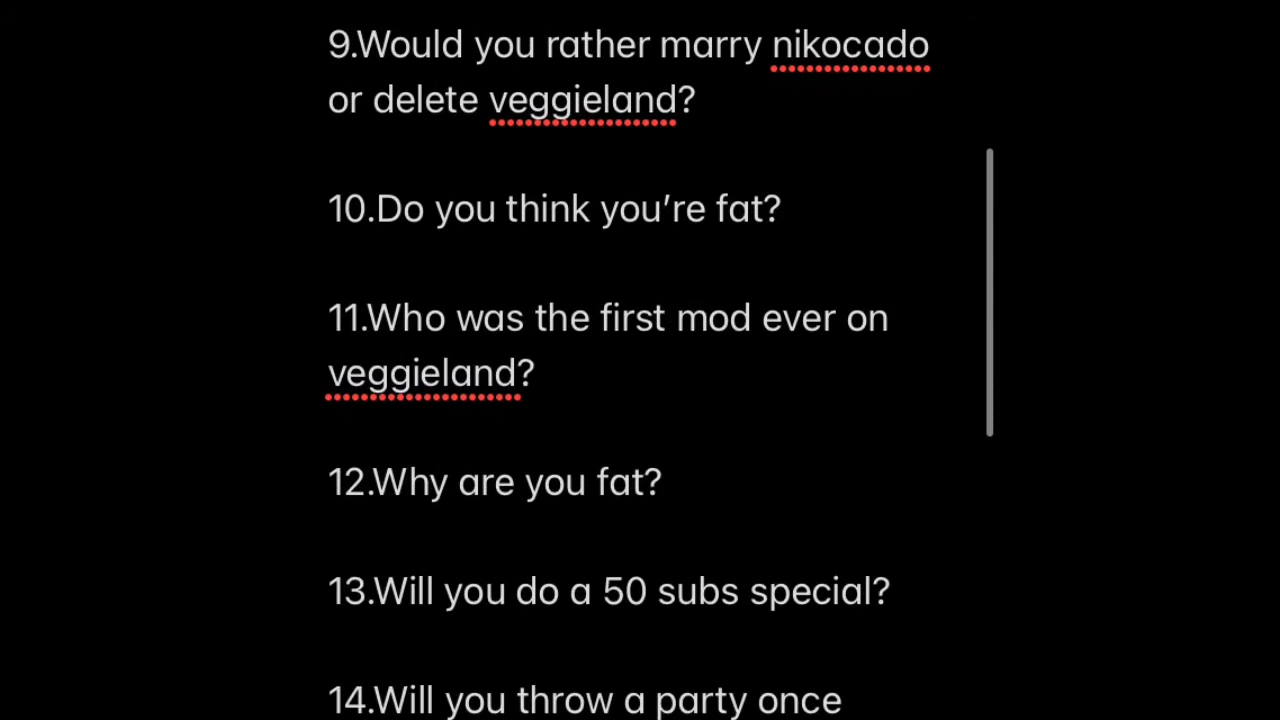 9.Would you rather marry nikocado
or delete veggieland?
10.Do you think you’re fat?
11.Who was the first mod ever on
veggieland?
12.Why are you fat?
13.Will you do a 50 subs special?
14.Will you throw a party once